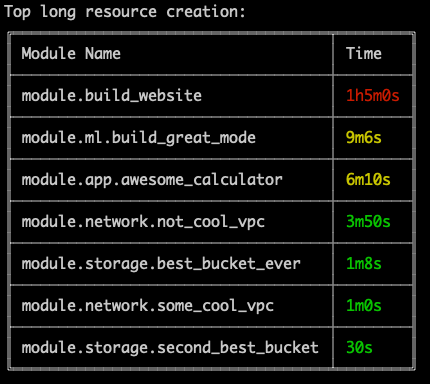 Top long resource creation:
Module Name Time
module.build_website 1h5m0s
module.ml.build_great_mode 9m6s
module.app.awesome_calculator 6m10s
module.network.not_cool_vpc 3m50s
module.storage.best_bucket_ever 1m8s
module.network.some_cool_vpc 1m0s
module.storage.second_best_bucket 30s